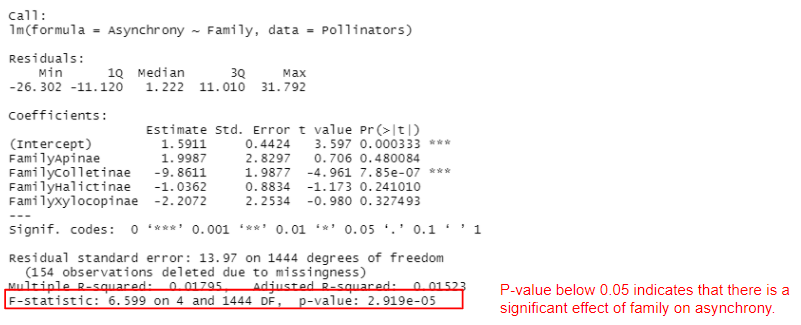 Call:
lm(formula = Asynchrony ~ Family, data = Pollinators)
Residuals:
Min 1Q Median 3Q Max
-26.302 -11.120 1.222 11.010 31.792
Coefficients:
Estimate Std. Error t value Pr(>|t|)
(Intercept) 1.5911 0.4424 3.597 0.000333 ***
FamilyApinae 1.9987 2.8297 0.706 0.480084
FamilyColletinae -9.8611 1.9877 -4.961 7.85e-07 ***
FamilyHalictinae -1.0362 0.8834 -1.173 0.241010
FamilyXylocopinae -2.2072 2.2534 -0.980 0.327493
---
Signif. codes: 0 ‘***’ 0.001 ‘**’ 0.01 ‘*’ 0.05 ‘.’ 0.1 ‘ ’ 1
Residual standard error: 13.97 on 1444 degrees of freedom
(154 observations deleted due to missingness)
Multiple R-squared: 0.01795, Adjusted R-squared: 0.01523
F-statistic: 6.599 on 4 and 1444 DF, p-value: 2.919e-05
P-value below 0.05 indicates that there is a
significant effect of family on asynchrony.